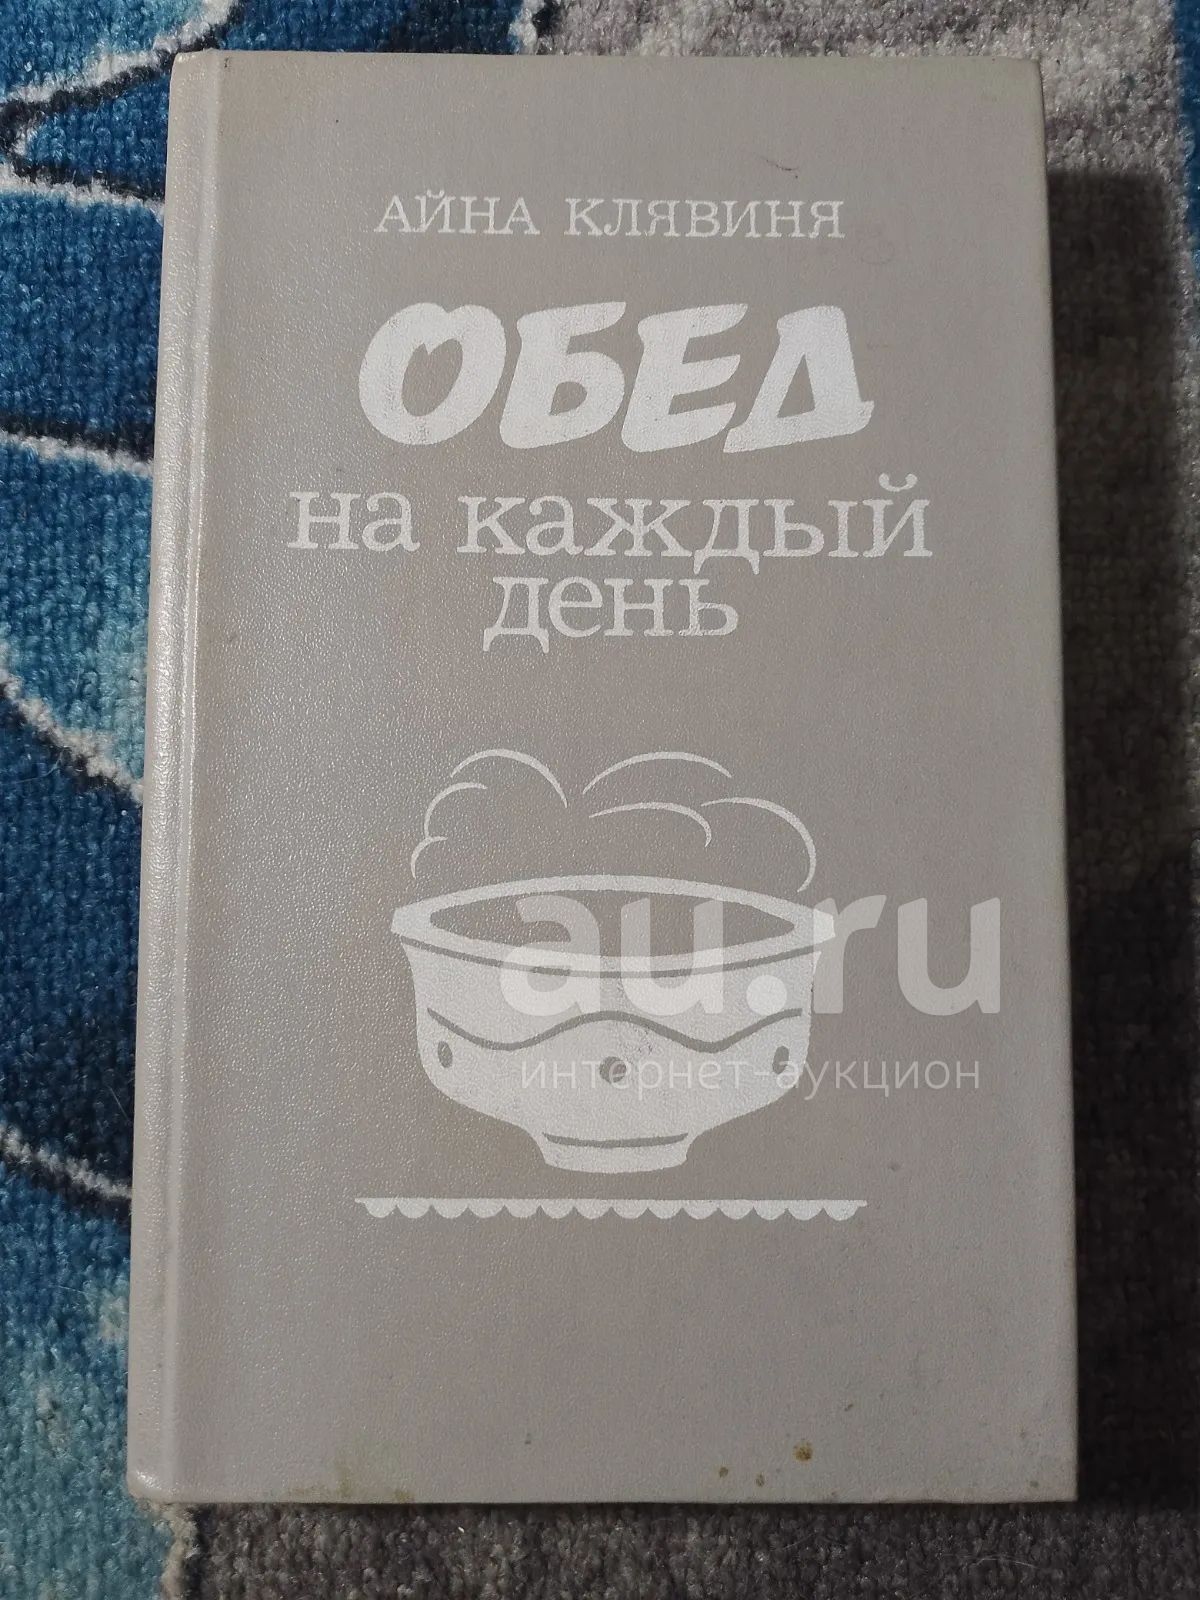 АЙНА КЛЯВИНЯ
ОБЕД
на каждый
день
au.ru
интернет-аукцион